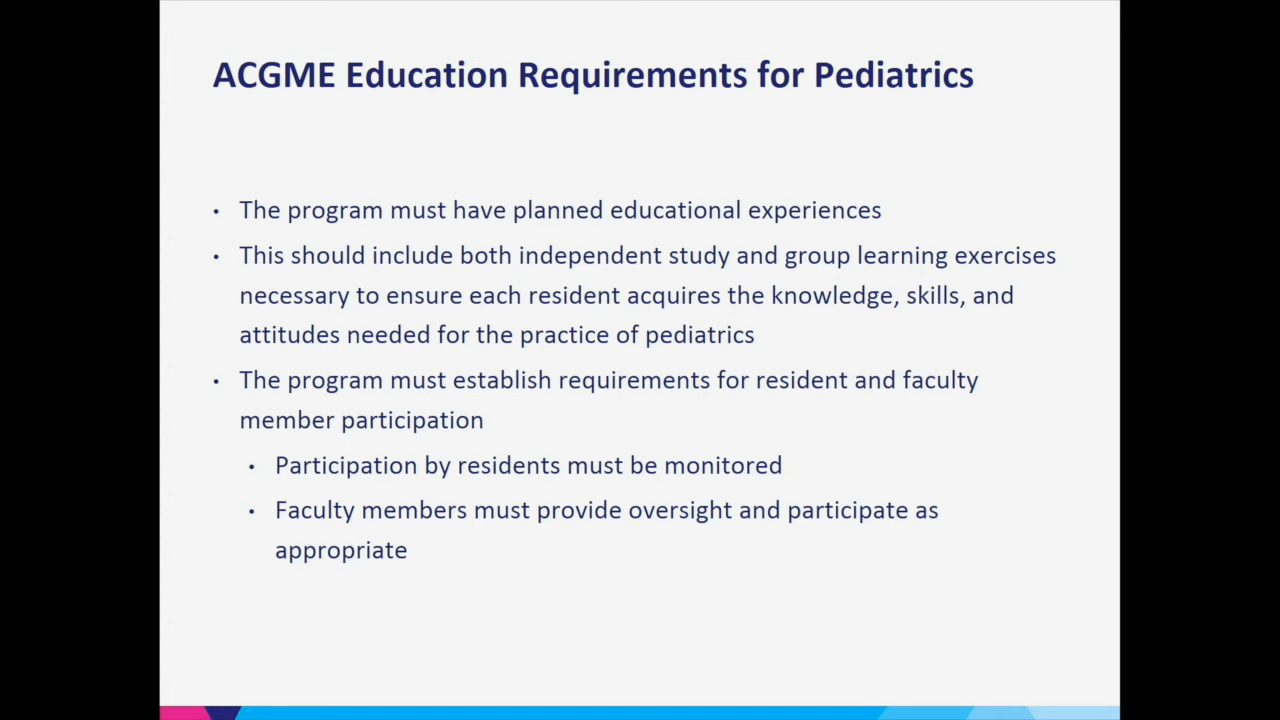 ACGME Education Requirements for Pediatrics
• The program must have planned educational experiences
• This should include both independent study and group learning exercises
necessary to ensure each resident acquires the knowledge, skills, and
attitudes needed for the practice of pediatrics
• The program must establish requirements for resident and faculty
member participation
• Participation by residents must be monitored
• Faculty members must provide oversight and participate as
appropriate